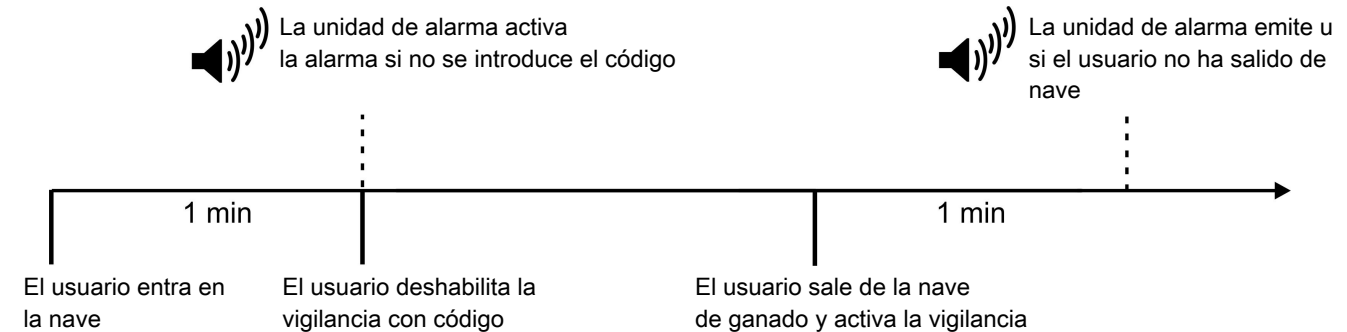 La unidad de alarma activa
la alarma si no se introduce el código
La unidad de alarma emite u
si el usuario no ha salido de
nave
1 min
1 min
El usuario entra en
la nave
El usuario deshabilita la
vigilancia con código
El usuario sale de la nave
de ganado y activa la vigilancia